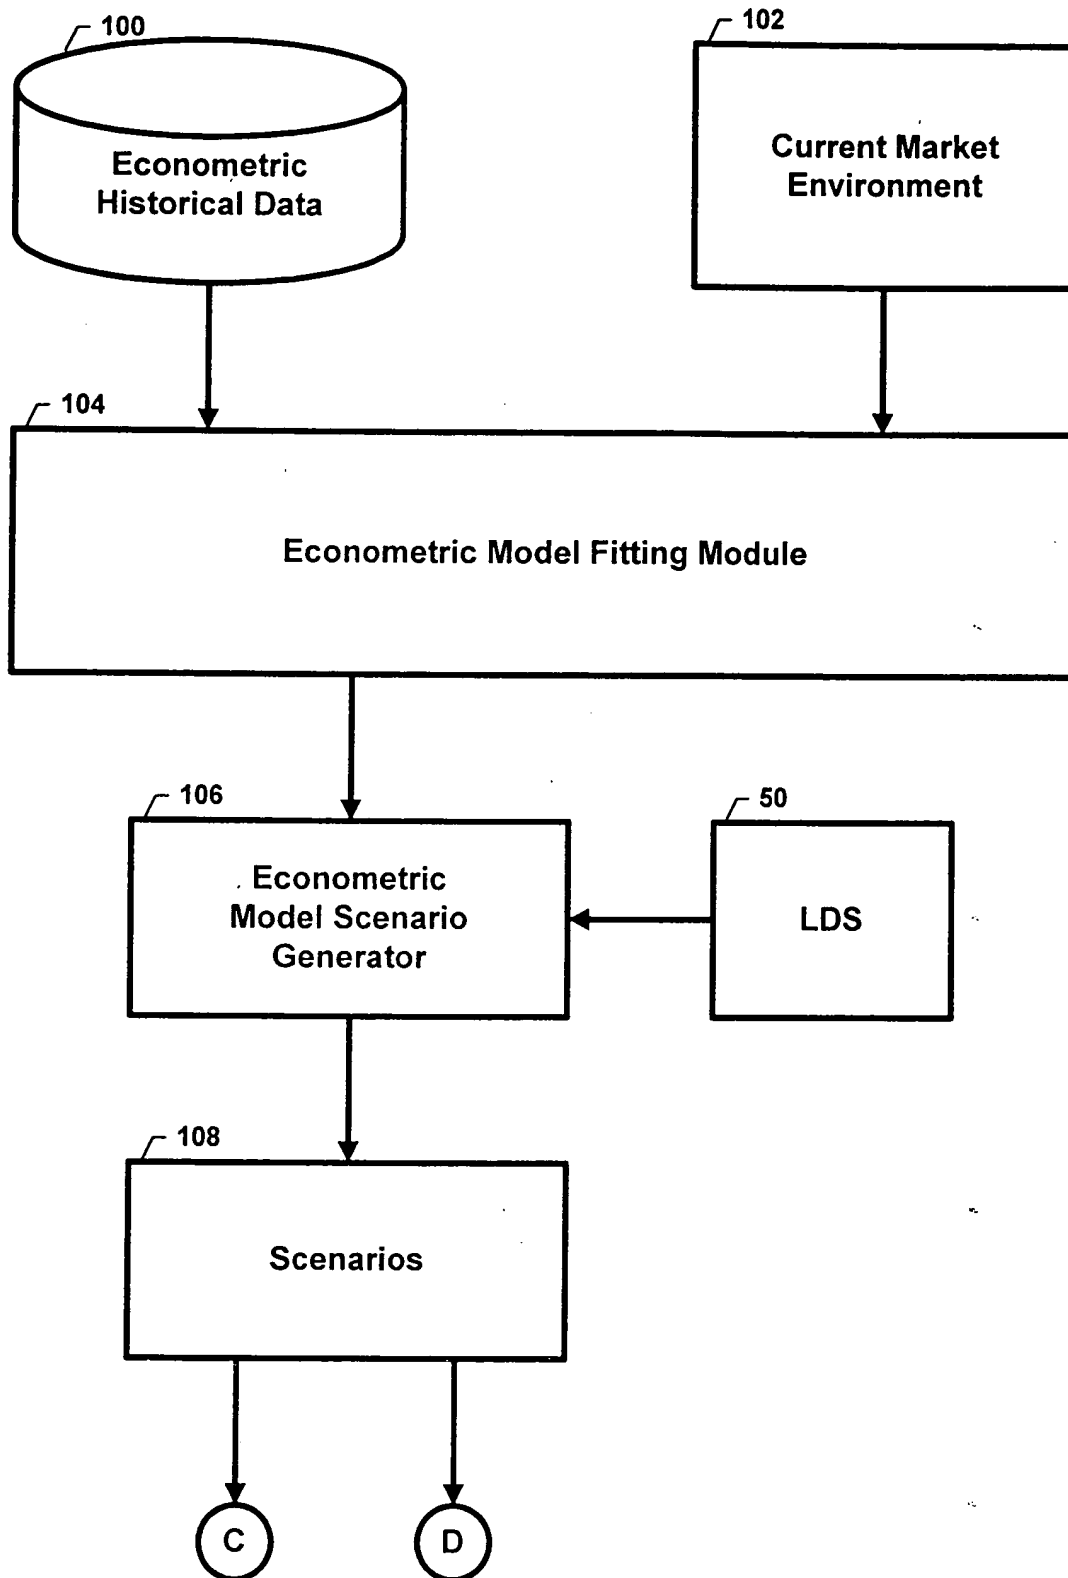 100
102
Econometric
Historical Data
Current Market
Environment
104
Econometric Model Fitting Module
106
50
Econometric
Model Scenario
Generator
LDS
108
Scenarios
C
D